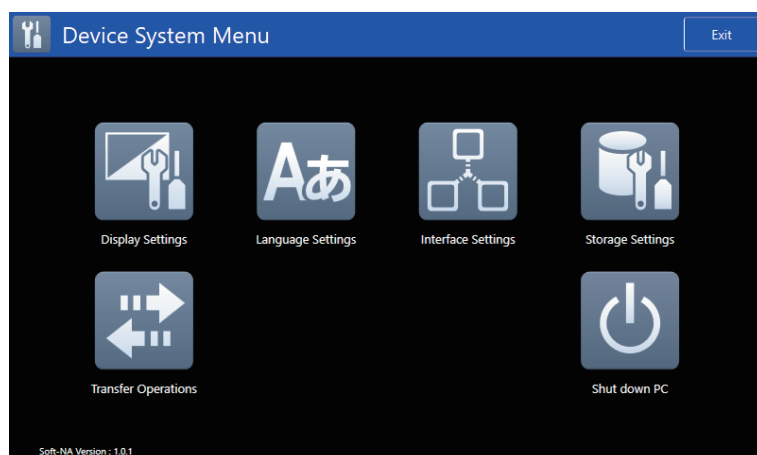 Device System Menu
Exit
Aあ
Display Settings
Language Settings
Interface Settings
Storage Settings
Transfer Operations
Shut down PC
Soft-NA Version : 1.0.1